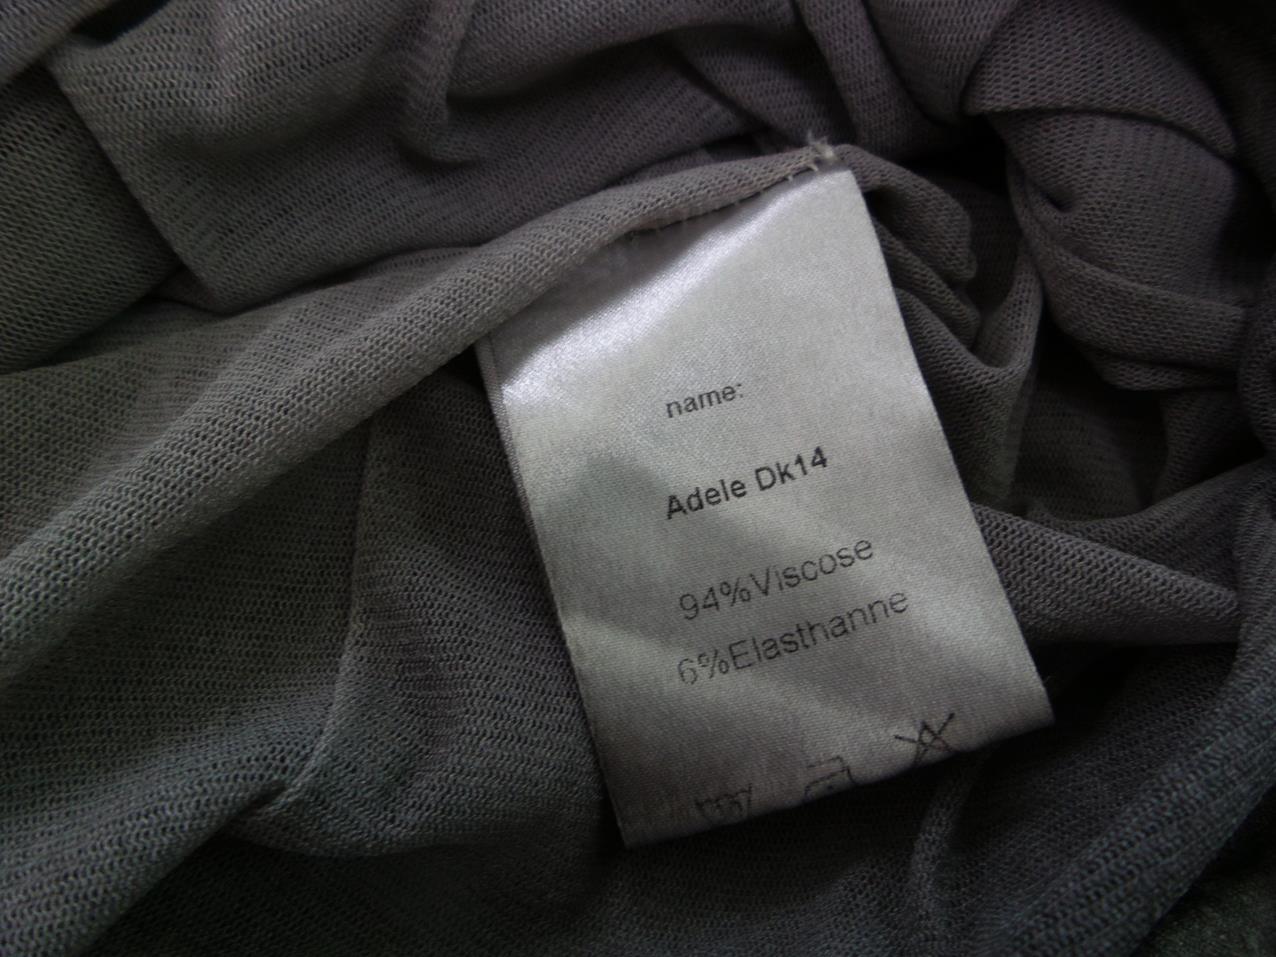 name:
Adele Dk14
94%Viscose
6%Elasthanne